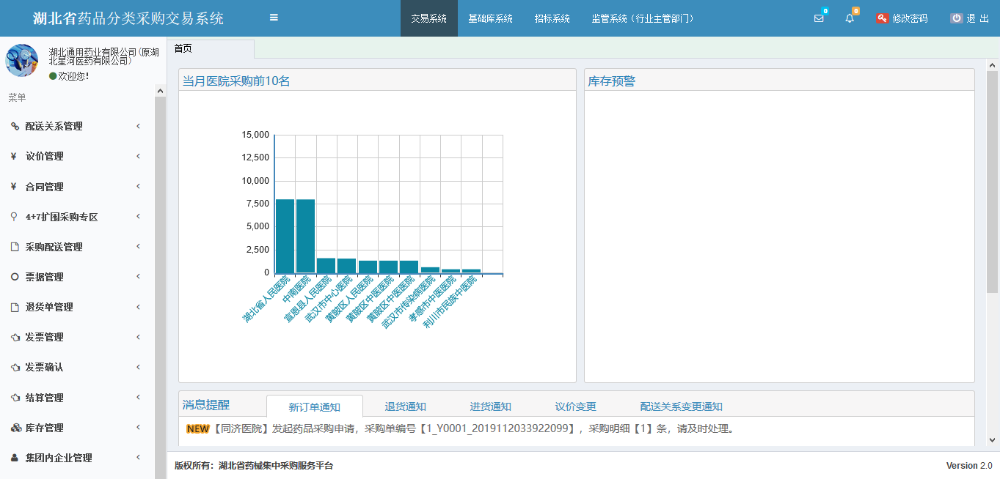 湖北省药品分类采购交易系统
交易系统
基础库系统
招标系统
监管系统（行业主管部门）
0
0
修改密码
退 出
湖北通用药业有限公司(原湖
北星河医药有限公司)
欢迎您!
菜单
配送关系管理
议价管理
合同管理
4+7扩围采购专区
采购配送管理
票据管理
退货单管理
发票管理
发票确认
结算管理
库存管理
集团内企业管理
首页
当月医院采购前10名
15,000
12,500
10,000
7,500
5,000
2,500
0
湖北省人民医院
中南医院
宣恩县人民医院
武汉市中心医院
黄陂区人民医院
黄陂区中医医院
黄陂区中医医院
武汉市传染病医院
孝感市中医医院
利川市民族中医院
库存预警
消息提醒
新订单通知
退货通知
进货通知
议价变更
配送关系变更通知
NEW【同济医院】发起药品采购申请，采购单编号【1_Y0001_2019112033922099】，采购明细【1】条，请及时处理。
版权所有：湖北省药械集中采购服务平台
Version 2.0